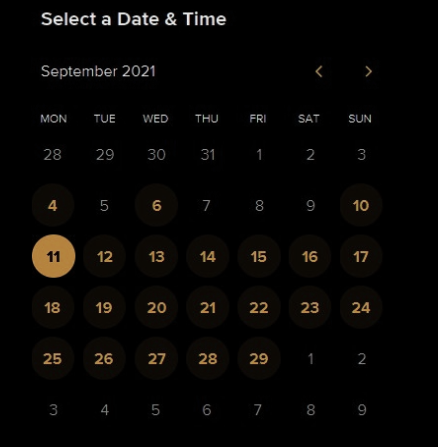 Select a Date & Time
September 2021
MON TUE WED THU FRI SAT SUN
28 29 30 31 1 2 3
4 5 6 7 8 9 10
11 12 13 14 15 16 17
18 19 20 21 22 23 24
25 26 27 28 29 1 2
3 4 5 6 7 8 9